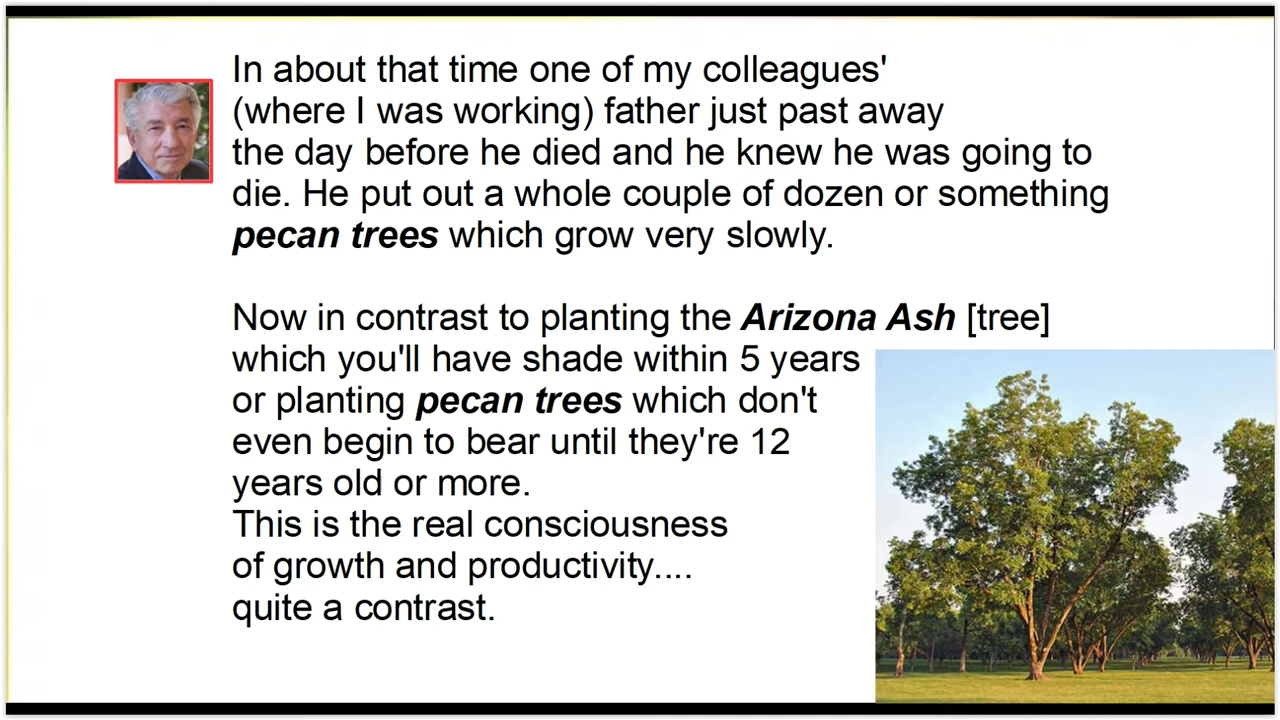 In about that time one of my colleagues'
(where I was working) father just past away
the day before he died and he knew he was going to
die. He put out a whole couple of dozen or something
pecan trees which grow very slowly.
Now in contrast to planting the Arizona Ash [tree]
which you'll have shade within 5 years
or planting pecan trees which don't
even begin to bear until they're 12
years old or more.
This is the real consciousness
of growth and productivity....
quite a contrast.